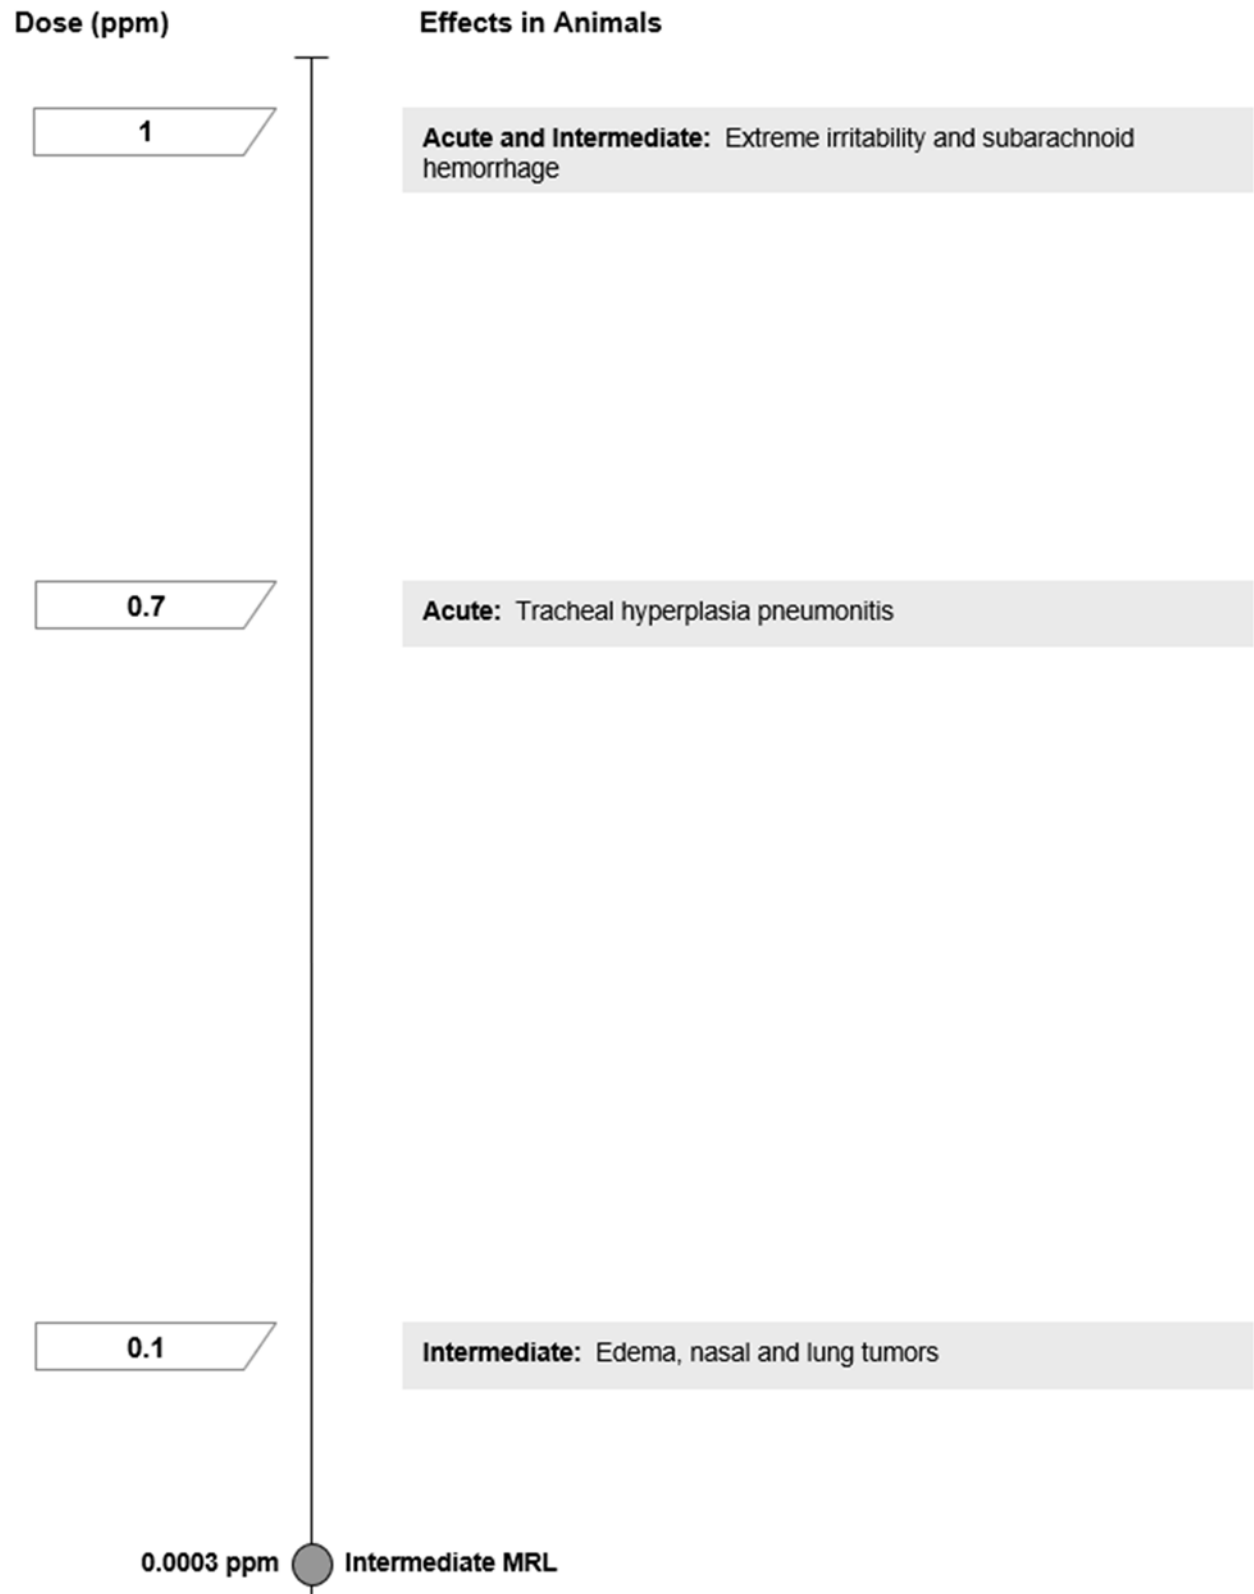 Dose (ppm) Effects in Animals
1
Acute and Intermediate: Extreme irritability and subarachnoid
hemorrhage
0.7
Acute: Tracheal hyperplasia pneumonitis
0.1
Intermediate: Edema, nasal and lung tumors
0.0003 ppm Intermediate MRL